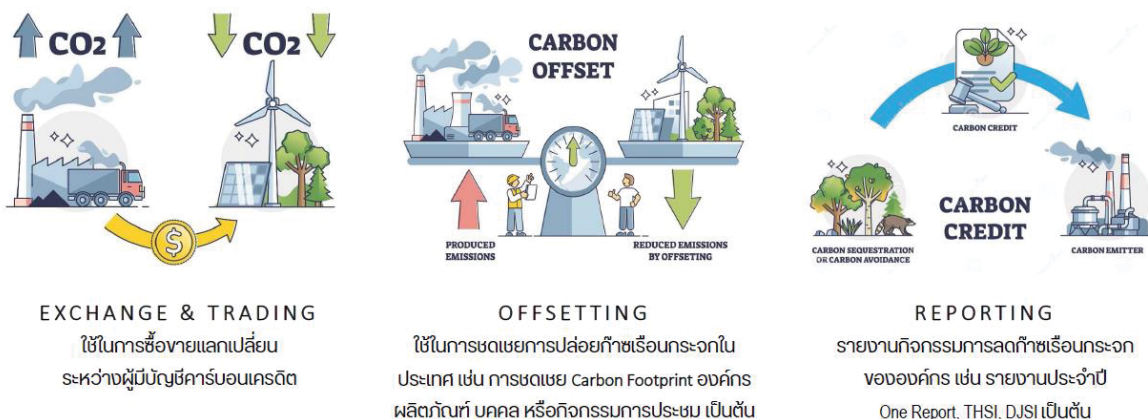 CO2
CO2
$
EXCHANGE & TRADING
ใช้ในการซื้อขายแลกเปลี่ยน
ระหว่างผู้มีบัญชีคาร์บอนเครดิต
CARBON
OFFSET
PRODUCED
EMISSIONS
REDUCED EMISSIONS
BY OFFSETTING
OFFSETTING
ใช้ในการชดเชยการปล่อยก๊าซเรือนกระจกใน
ประเทศ เช่น การชดเชย Carbon Footprint องค์กร
ผลิตภัณฑ์ บุคคล หรือกิจกรรมการประชุม เป็นต้น
CARBON CREDIT
CARBON
CREDIT
CARBON SEQUESTRATION
OR CARBON AVOIDANCE
CARBON EMITTER
REPORTING
รายงานกิจกรรมการลดก๊าซเรือนกระจก
ขององค์กร เช่น รายงานประจำปี
One Report, THSI, DJSI เป็นต้น